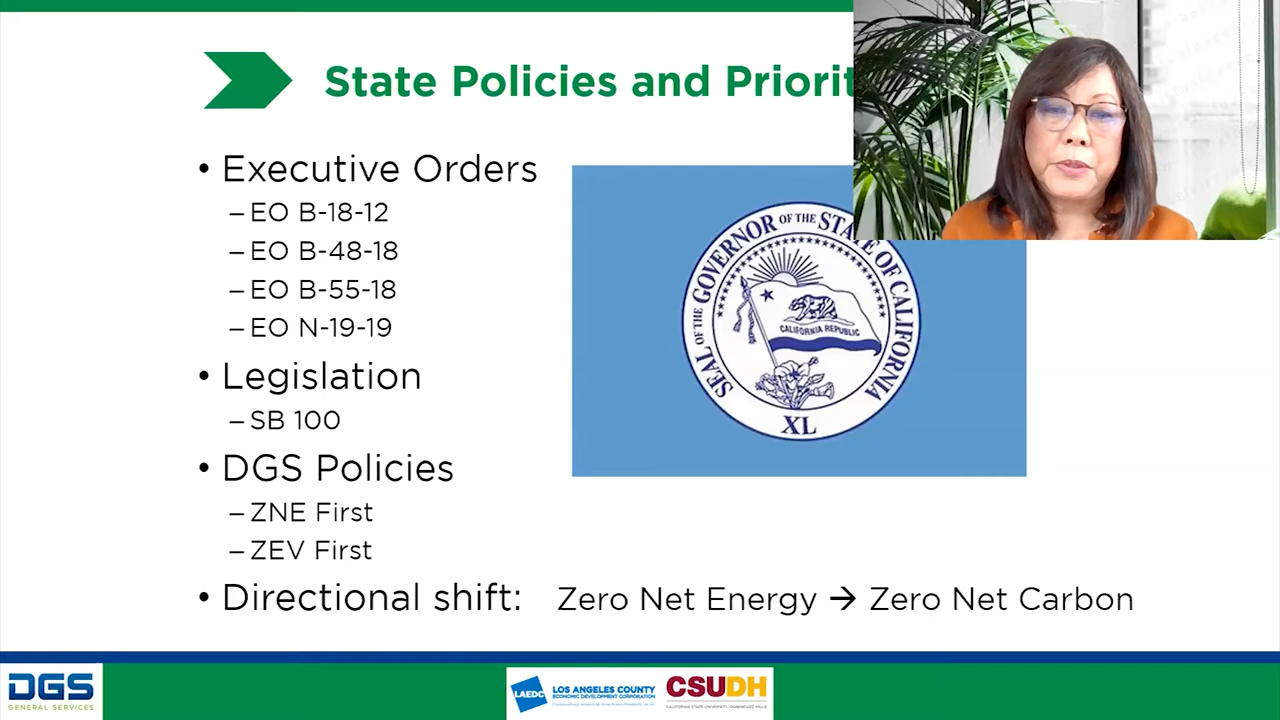 State Policies and Priorit
• Executive Orders
– EO B-18-12
– EO B-48-18
– EO B-55-18
– EO N-19-19
• Legislation
– SB 100
• DGS Policies
– ZNE First
– ZEV First
• Directional shift: Zero Net Energy → Zero Net Carbon
SEAL OF THE GOVERNOR OF THE STATE OF CALIFORNIA
CALIFORNIA REPUBLIC
XL
DGS
GENERAL SERVICES
LAEDC
LOS ANGELES COUNTY
ECONOMIC DEVELOPMENT CORPORATION
CSUDH
CALIFORNIA STATE UNIVERSITY, DOMINGUEZ HILLS